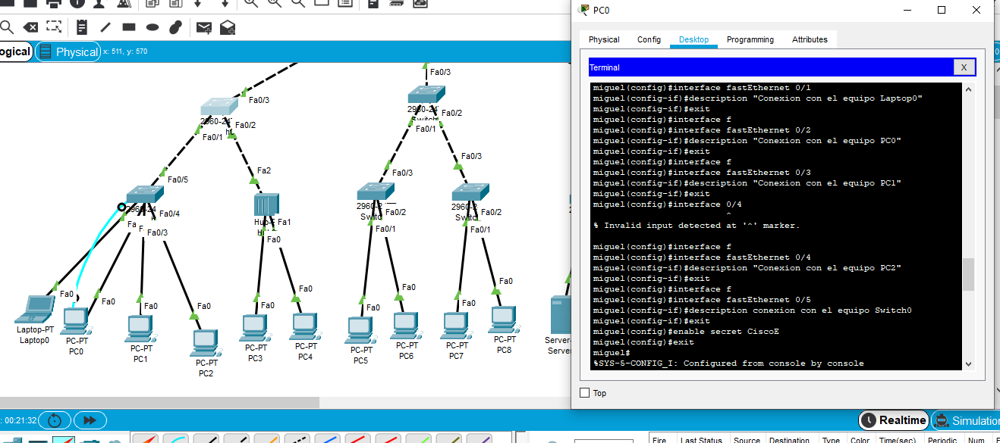 PC0
Physical
Config
Desktop
Programming
Attributes
ogical
Physical
x: 511, y: 570
Terminal
X
miguel(config)#interface fastEthernet 0/1
miguel(config-if)#description "Conexion con el equipo Laptop0"
miguel(config-if)#exit
miguel(config)#interface f
miguel(config)#interface fastEthernet 0/2
miguel(config-if)#description "Conexion con el equipo PC0"
miguel(config-if)#exit
miguel(config)#interface f
miguel(config)#interface fastEthernet 0/3
miguel(config-if)#description "Conexion con el equipo PC1"
miguel(config-if)#exit
miguel(config)#interface 0/4
^
% Invalid input detected at '^' marker.
miguel(config)#interface f
miguel(config)#interface fastEthernet 0/4
miguel(config-if)#description "Conexion con el equipo PC2"
miguel(config-if)#exit
miguel(config)#interface f
miguel(config)#interface fastEthernet 0/5
miguel(config-if)#description conexion con el equipo Switch0
miguel(config-if)#exit
miguel(config)#enable secret CiscoE
miguel(config)#exit
miguel#
%SYS-5-CONFIG_I: Configured from console by console
Top
Fa0/3
Fa0/3
2960-24
Fa0/2
Fa0/1
2960-24
Fa0/2
Fa0/1
Fa0/5
Fa2
Fa0/3
Fa0/3
2960-24
Fa0/4
Fa
F
Fa0/3
Fa1
Fa0
2960-2
Fa0/2
Fa0/1
2960-2
Fa0/2
Fa0/1
Fa0
Fa0
Fa0
Fa0
Fa0
Fa0
Fa0
Fa0
Fa0
Fa0
Laptop-PT
Laptop0
PC-PT
PC0
PC-PT
PC1
PC-PT
PC2
PC-PT
PC3
PC-PT
PC4
PC-PT
PC5
PC-PT
PC6
PC-PT
PC7
PC-PT
PC8
Server-
Server
: 00:21:32
Realtime
Simulation
Fire
Last Status
Source
Destination
Type
Color
Time(sec)
Periodic
Num